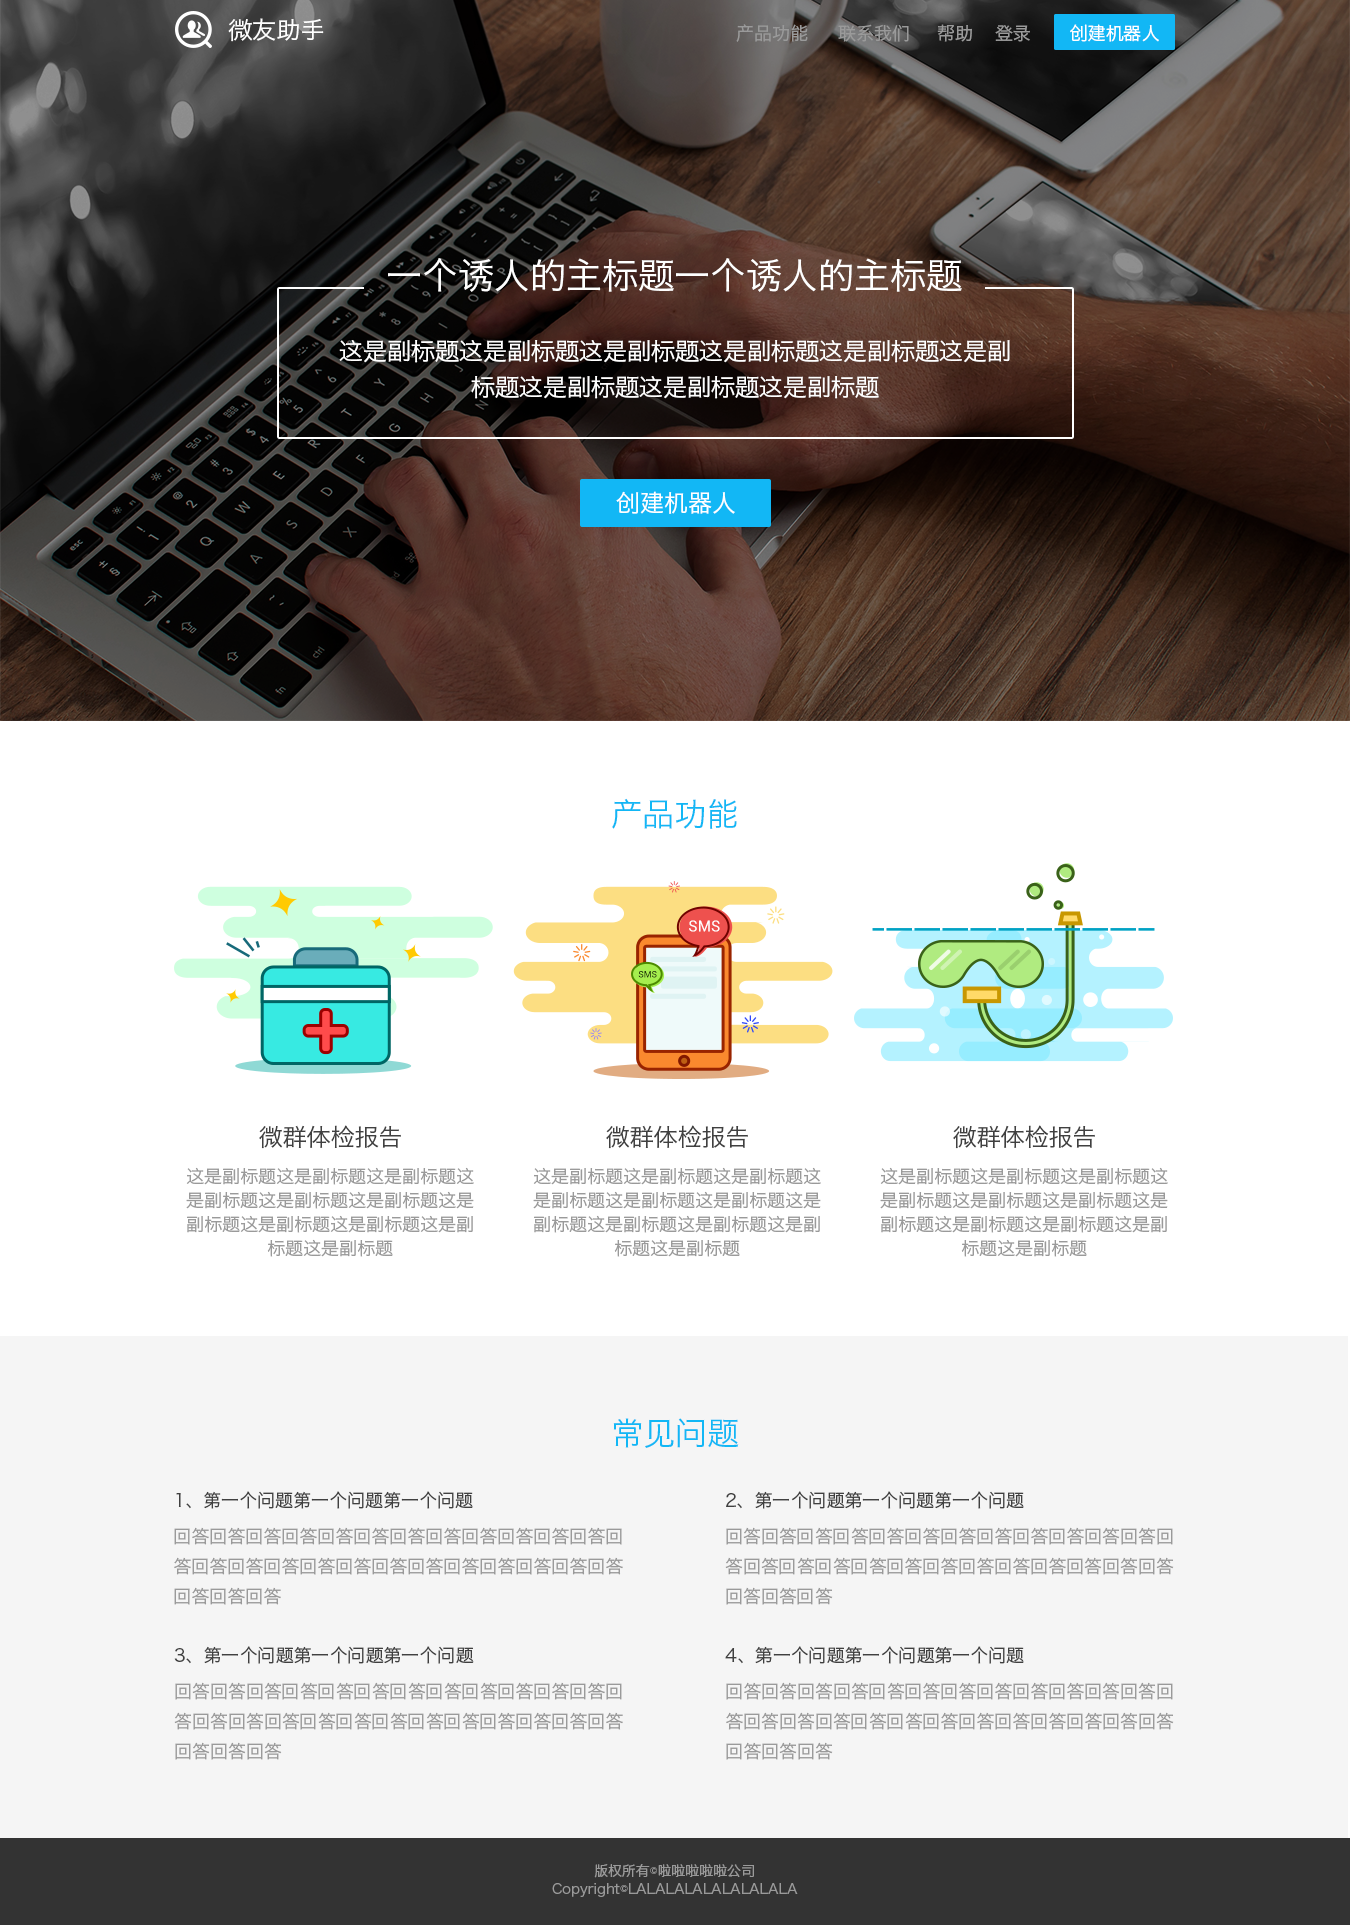 微友助手
产品功能 联系我们 帮助 登录 创建机器人
一个诱人的主标题一个诱人的主标题
这是副标题这是副标题这是副标题这是副标题这是副标题这是副
标题这是副标题这是副标题这是副标题
创建机器人
产品功能
SMS
SMS
微群体检报告
这是副标题这是副标题这是副标题这
是副标题这是副标题这是副标题这是
副标题这是副标题这是副标题这是副
标题这是副标题
微群体检报告
这是副标题这是副标题这是副标题这
是副标题这是副标题这是副标题这是
副标题这是副标题这是副标题这是副
标题这是副标题
微群体检报告
这是副标题这是副标题这是副标题这
是副标题这是副标题这是副标题这是
副标题这是副标题这是副标题这是副
标题这是副标题
常见问题
1、第一个问题第一个问题第一个问题
回答回答回答回答回答回答回答回答回答回答回答回答回
答回答回答回答回答回答回答回答回答回答回答回答回答
回答回答回答
2、第一个问题第一个问题第一个问题
回答回答回答回答回答回答回答回答回答回答回答回答回
答回答回答回答回答回答回答回答回答回答回答回答回答
回答回答回答
3、第一个问题第一个问题第一个问题
回答回答回答回答回答回答回答回答回答回答回答回答回
答回答回答回答回答回答回答回答回答回答回答回答回答
回答回答回答
4、第一个问题第一个问题第一个问题
回答回答回答回答回答回答回答回答回答回答回答回答回
答回答回答回答回答回答回答回答回答回答回答回答回答
回答回答回答
版权所有©啦啦啦啦啦公司
Copyright©LALALALALALALALALA